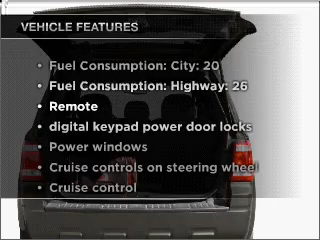 VEHICLE FEATURES
• Fuel Consumption: City: 20
• Fuel Consumption: Highway: 26
• Remote
• digital keypad power door locks
• Power windows
• Cruise controls on steering wheel
• Cruise control